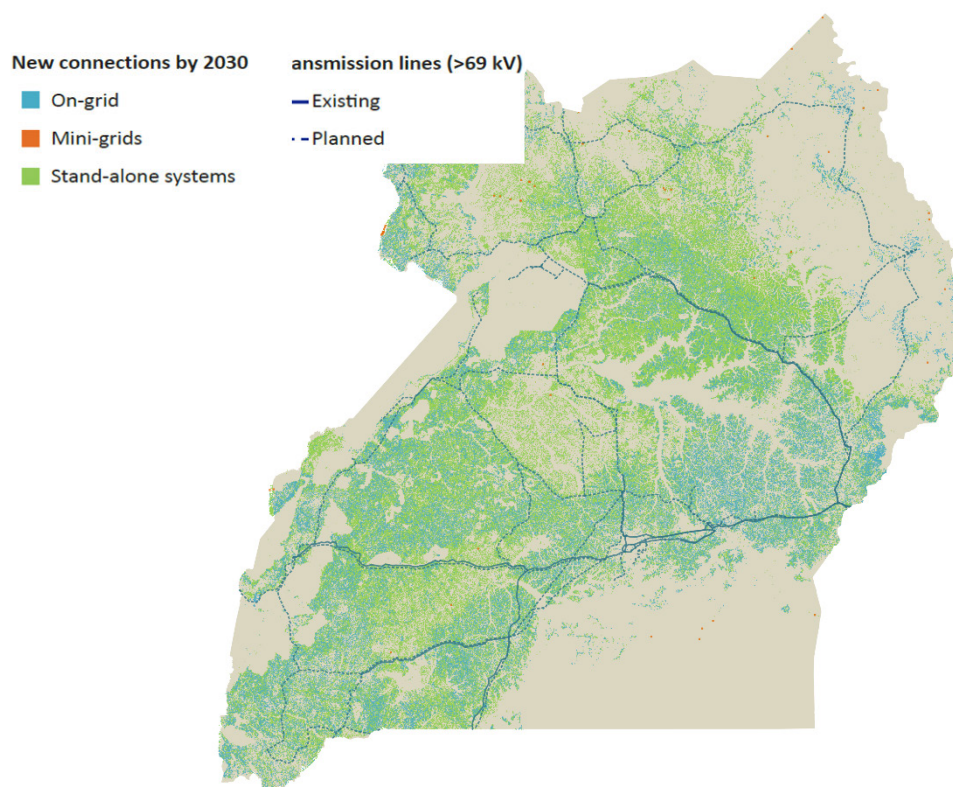 New connections by 2030
On-grid
Mini-grids
Stand-alone systems
ansmission lines (>69 kV)
Existing
Planned